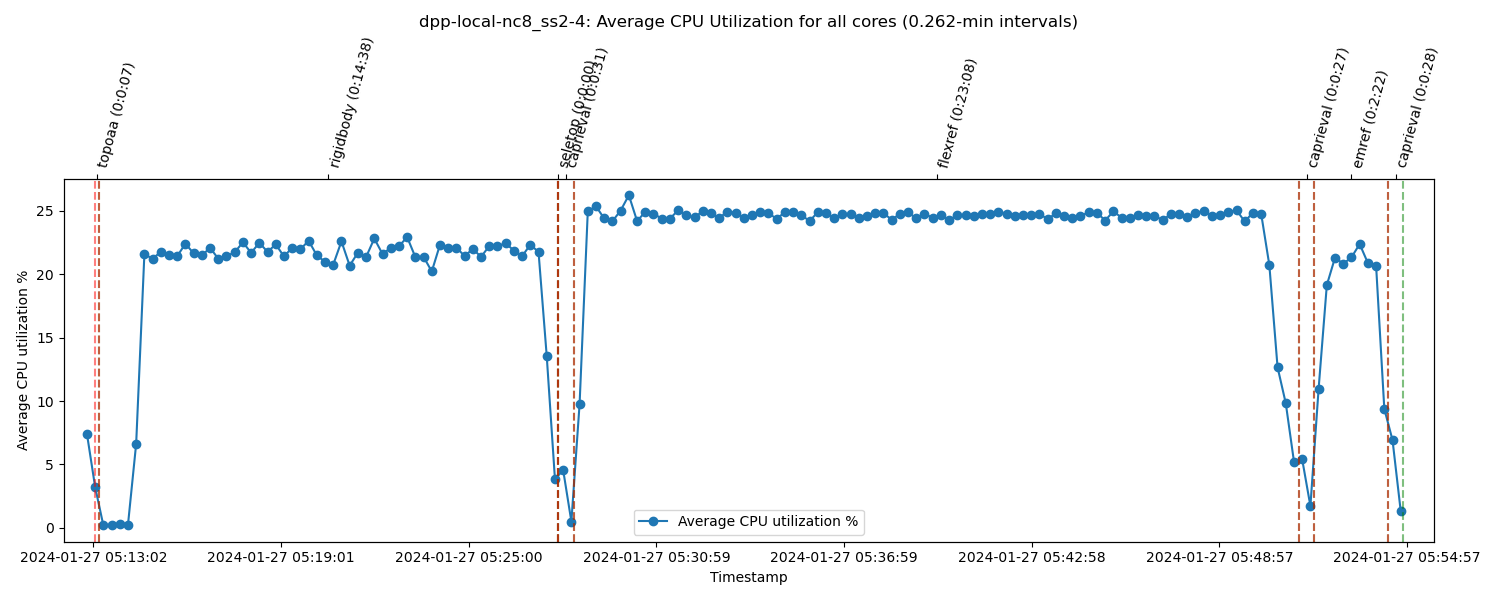 dpp-local-nc8_ss2-4: Average CPU Utilization for all cores (0.262-min intervals)
topoaa (0:0:07)
rigidbody (0:14:38)
seletop (0:0:00)
caprieval (0:0:31)
flexref (0:23:08)
caprieval (0:0:27)
emref (0:2:22)
caprieval (0:0:28)
Average CPU utilization %
25
20
15
10
5
0
Average CPU utilization %
2024-01-27 05:13:02 2024-01-27 05:19:01 2024-01-27 05:25:00 2024-01-27 05:30:59 2024-01-27 05:36:59 2024-01-27 05:42:58 2024-01-27 05:48:57 2024-01-27 05:54:57
Timestamp